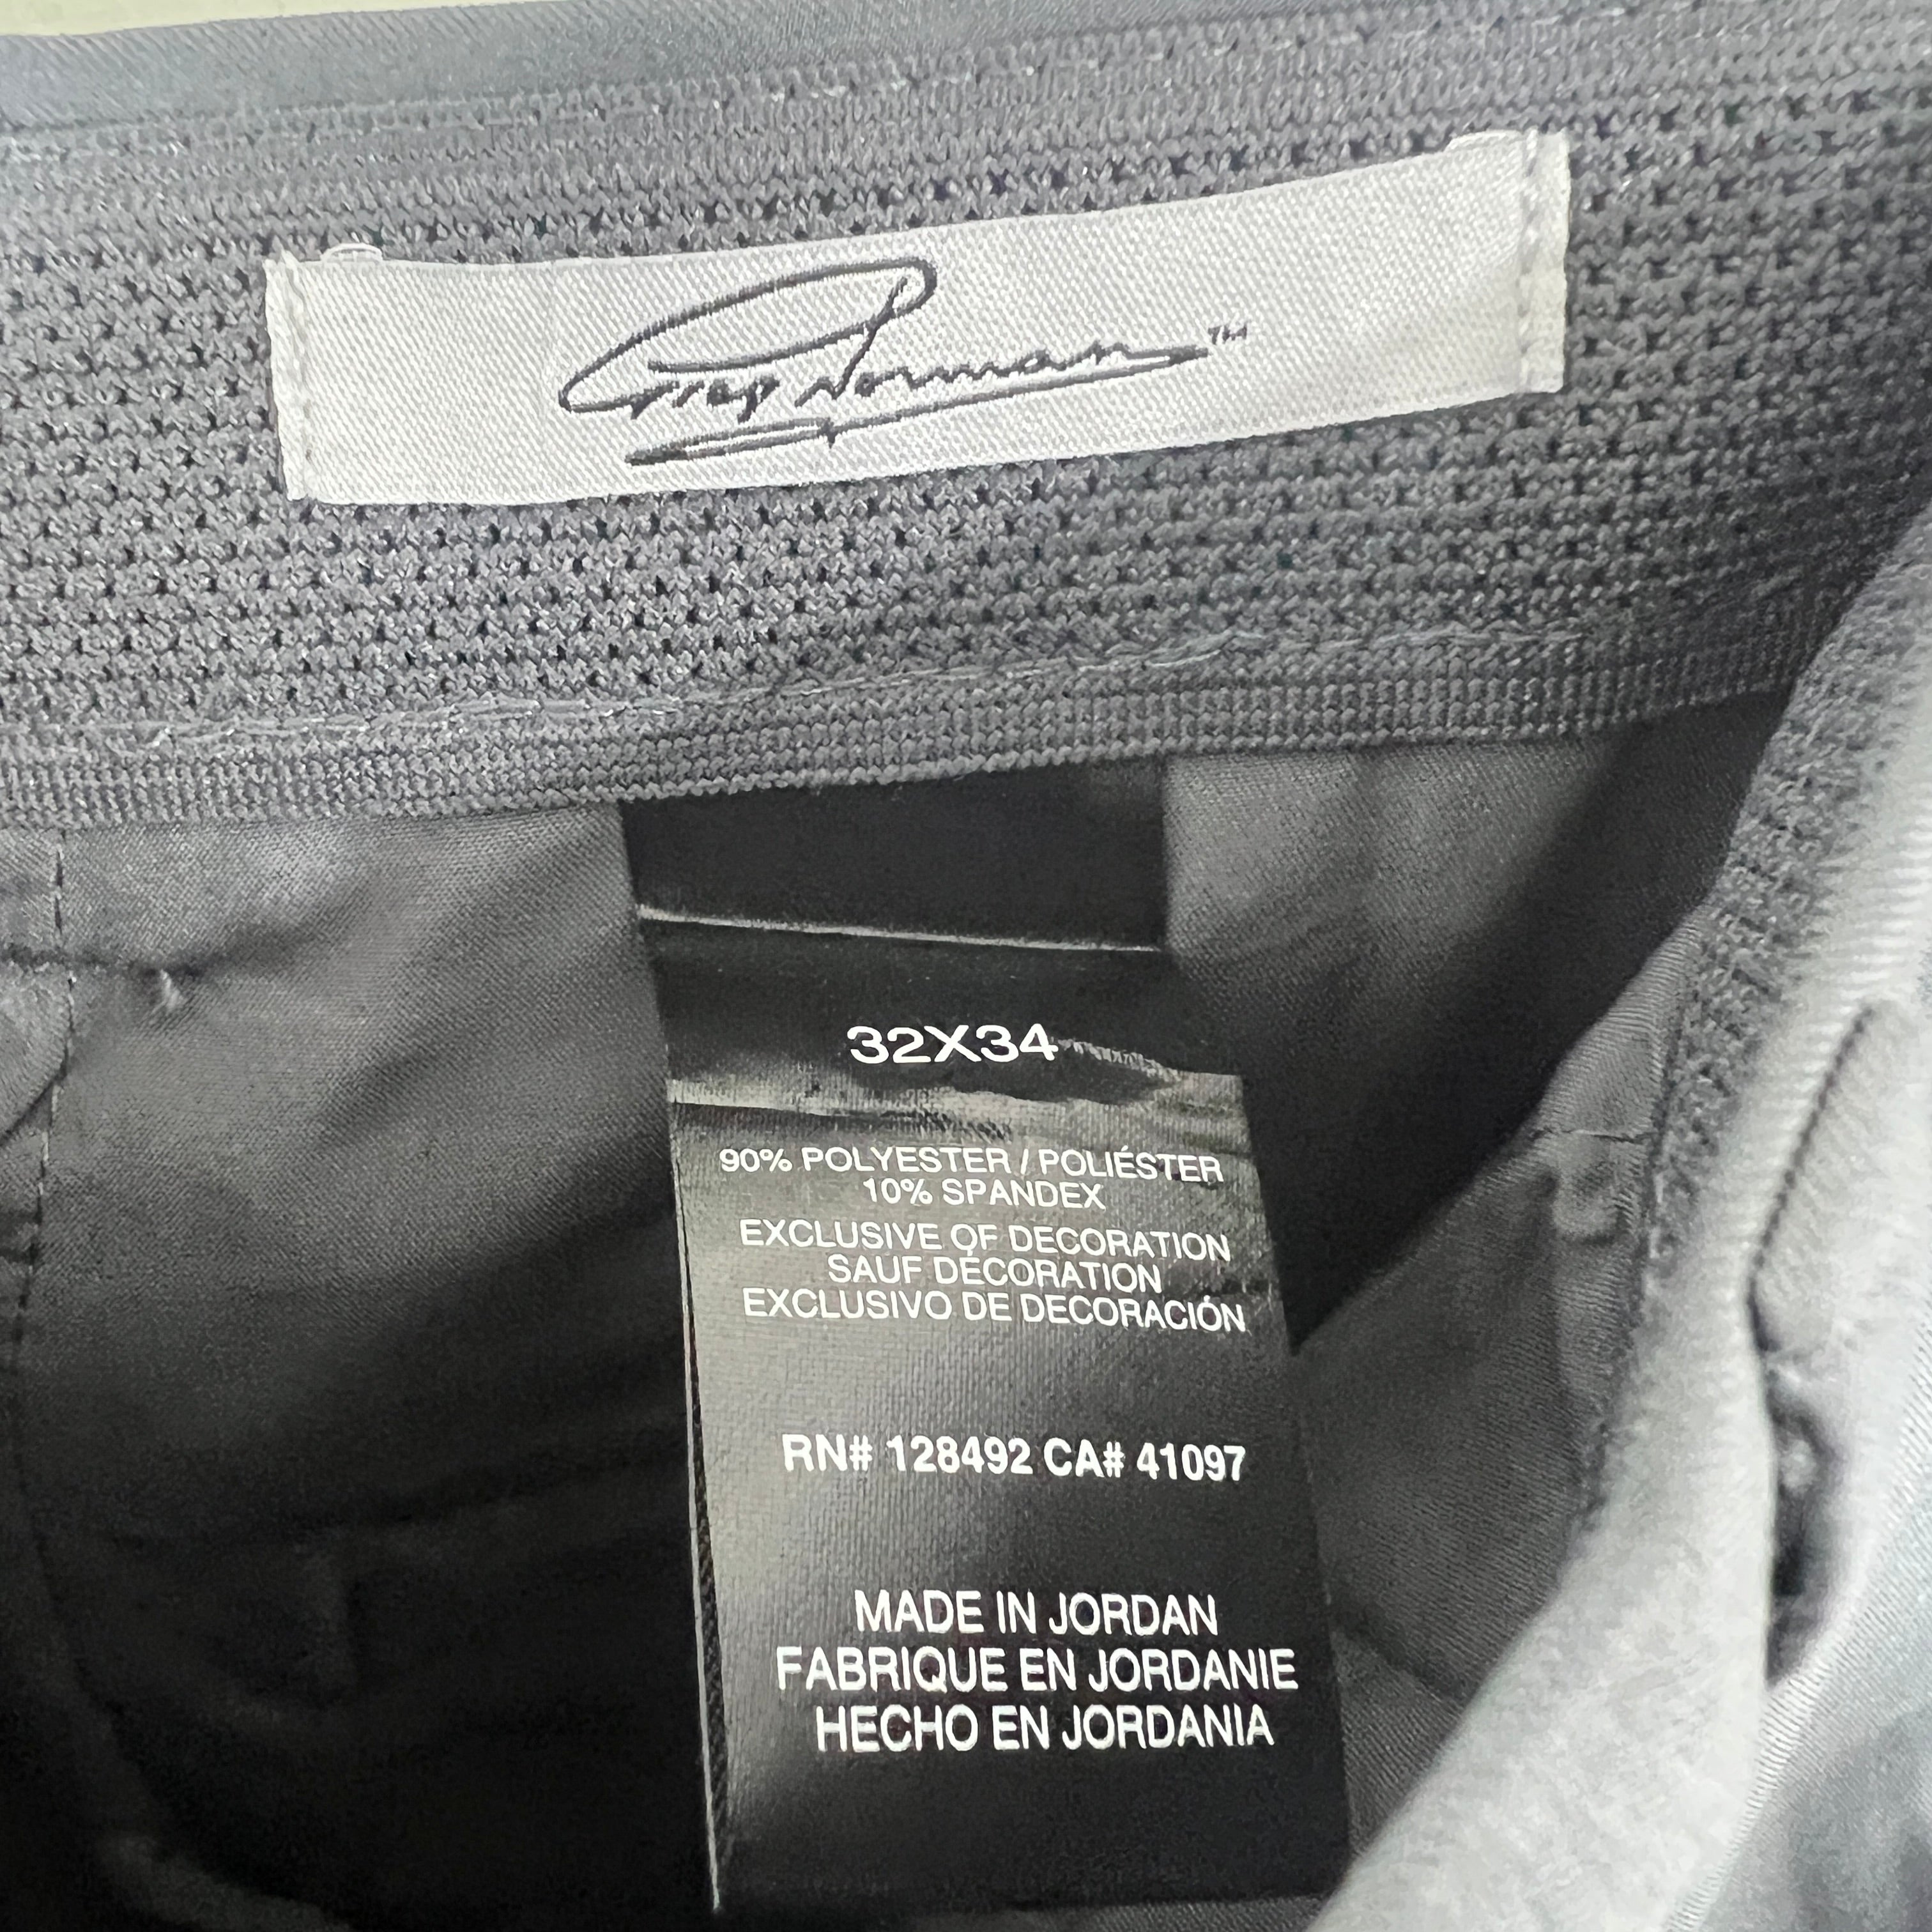 Greg Norman™
32X34
90% POLYESTER / POLIÉSTER
10% SPANDEX
EXCLUSIVE OF DECORATION
SAUF DÉCORATION
EXCLUSIVO DE DECORACIÓN
RN# 128492 CA# 41097
MADE IN JORDAN
FABRIQUE EN JORDANIE
HECHO EN JORDANIA